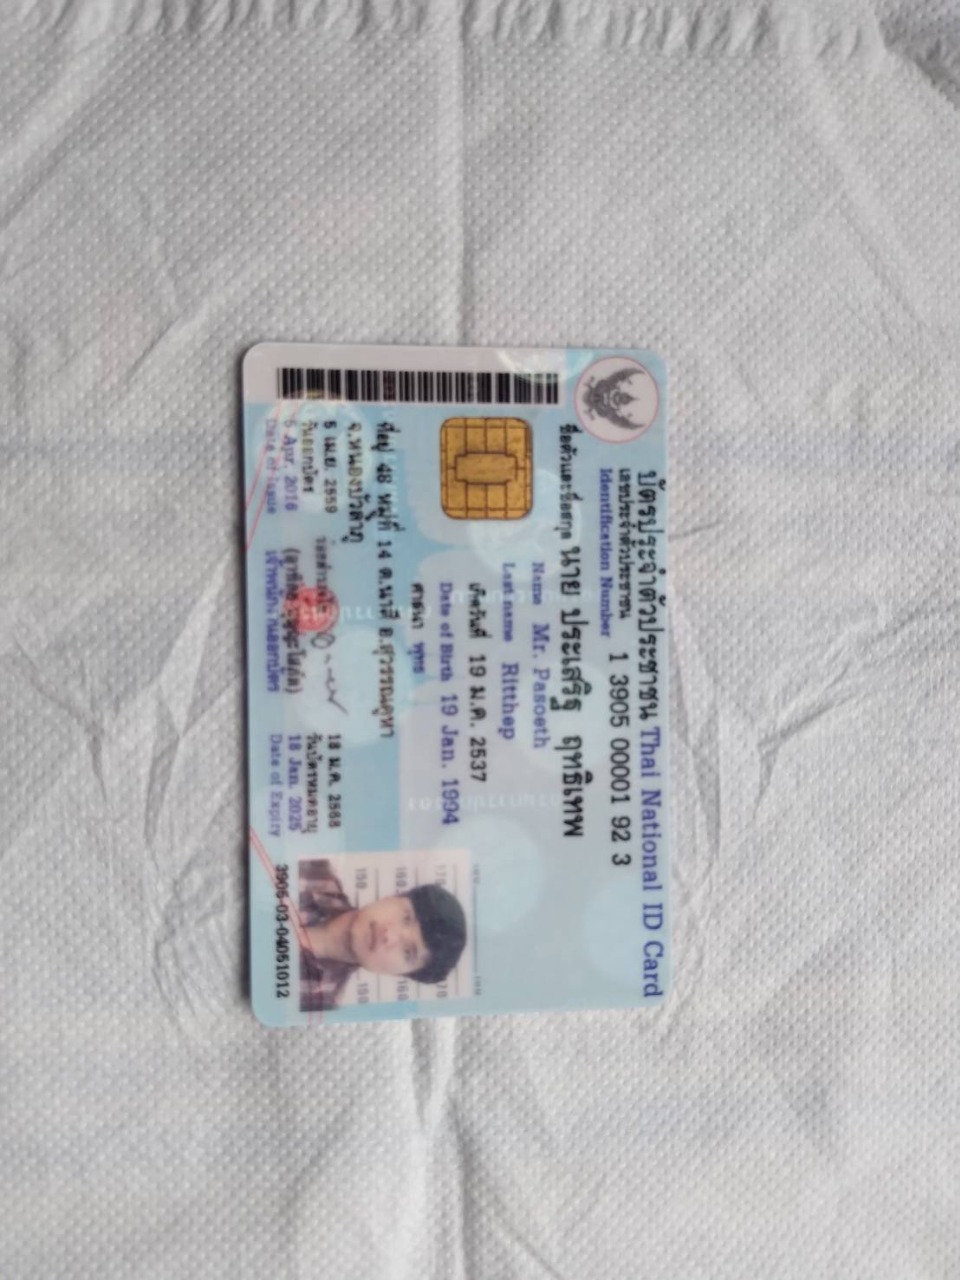 บัตรประจำตัวประชาชน Thai National ID Card
เลขประจำตัวประชาชน
Identification Number
1 3905 00001 92 3
ชื่อตัวและชื่อสกุล นาย ประเสริฐ ฤทธิเทพ
Name Mr. Pasoeth
Last name Ritthep
เกิดวันที่ 19 ม.ค. 2537
Date of Birth 19 Jan. 1994
ศาสนา พุทธ
ที่อยู่ 48 หมู่ที่ 14 ต.นาสี อ.สุวรรณคูหา
จ.หนองบัวลำภู
5 เม.ย. 2559
วันออกบัตร
5 Apr. 2016
Date of Issue
เจ้าพนักงานออกบัตร
18 ม.ค. 2568
วันบัตรหมดอายุ
18 Jan. 2025
Date of Expiry
170
160
150
170
160
150
3905-03-04051012